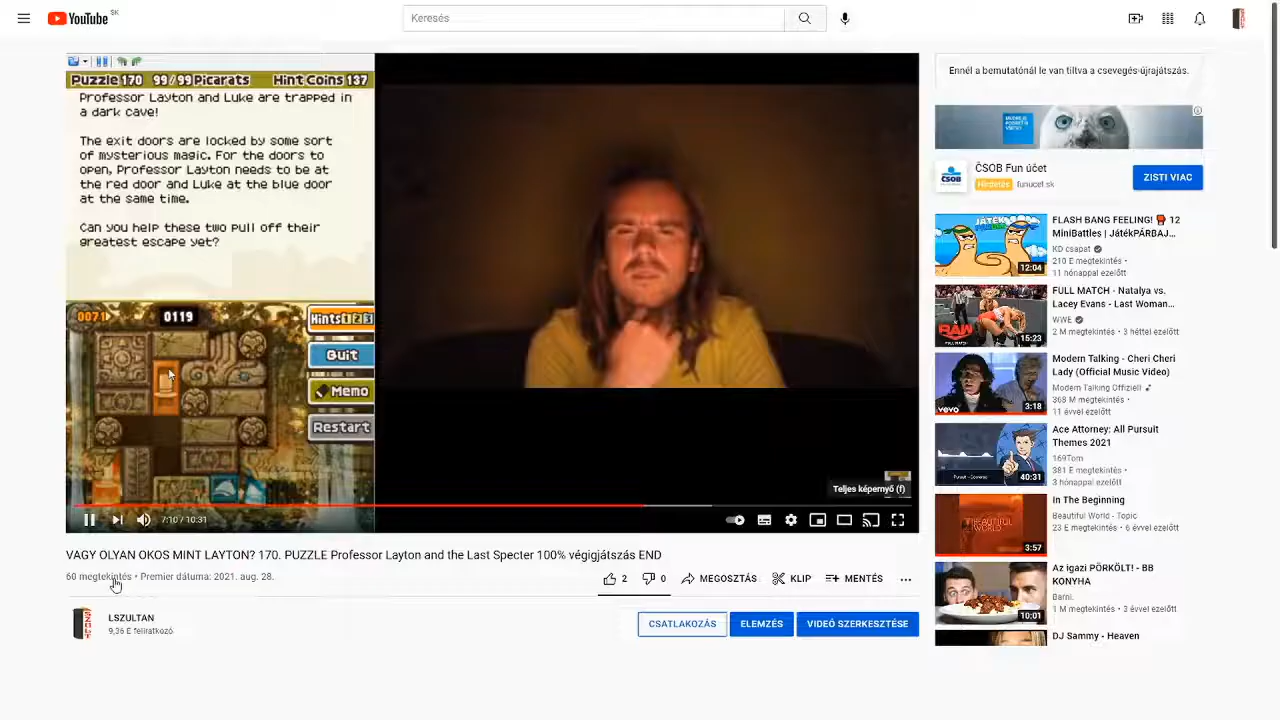 YouTube SK
Keresés
Puzzle 170 99/99 Picarats Hint Coins 137
Professor Layton and Luke are trapped in
a dark cave!
The exit doors are locked by some sort
of mysterious magic. For the doors to
open, Professor Layton needs to be at
the red door and Luke at the blue door
at the same time.
Can you help these two pull off their
greatest escape yet?
0071 0119
Hints 1 2 3
Quit
Memo
Restart
Teljes képernyő (f)
7:10 / 10:31
VAGY OLYAN OKOS MINT LAYTON? 170. PUZZLE Professor Layton and the Last Specter 100% végigjátszás END
60 megtekintés • Premier dátuma: 2021. aug. 28.
2 0 MEGOSZTÁS KLIP MENTÉS
LSZULTAN
9,36 E feliratkozó
CSATLAKOZÁS ELEMZÉS VIDEÓ SZERKESZTÉSE
Ennél a bemutatónál le van tiltva a csevegés-újrajátszás.
ČSOB
ČSOB Fun účet
Hirdetés funucet.sk
ZISTI VIAC
FLASH BANG FEELING! 12
MiniBattles | JátékPÁRBAJ...
KD csapat
210 E megtekintés •
11 hónappal ezelőtt
JÁTÉK
12:04
FULL MATCH - Natalya vs.
Lacey Evans - Last Woman...
WWE
2 M megtekintés • 3 héttel ezelőtt
RAW
FULL MATCH
15:23
Modern Talking - Cheri Cheri
Lady (Official Music Video)
Modern Talking Offiziell
368 M megtekintés •
11 évvel ezelőtt
vevo
3:18
Ace Attorney: All Pursuit
Themes 2021
169Tom
381 E megtekintés •
3 hónappal ezelőtt
40:31
In The Beginning
Beautiful World - Topic
23 E megtekintés • 6 évvel ezelőtt
BEAUTIFUL
WORLD
3:57
Az igazi PÖRKÖLT! - BB
KONYHA
Barni.
1 M megtekintés • 3 évvel ezelőtt
10:01
DJ Sammy - Heaven